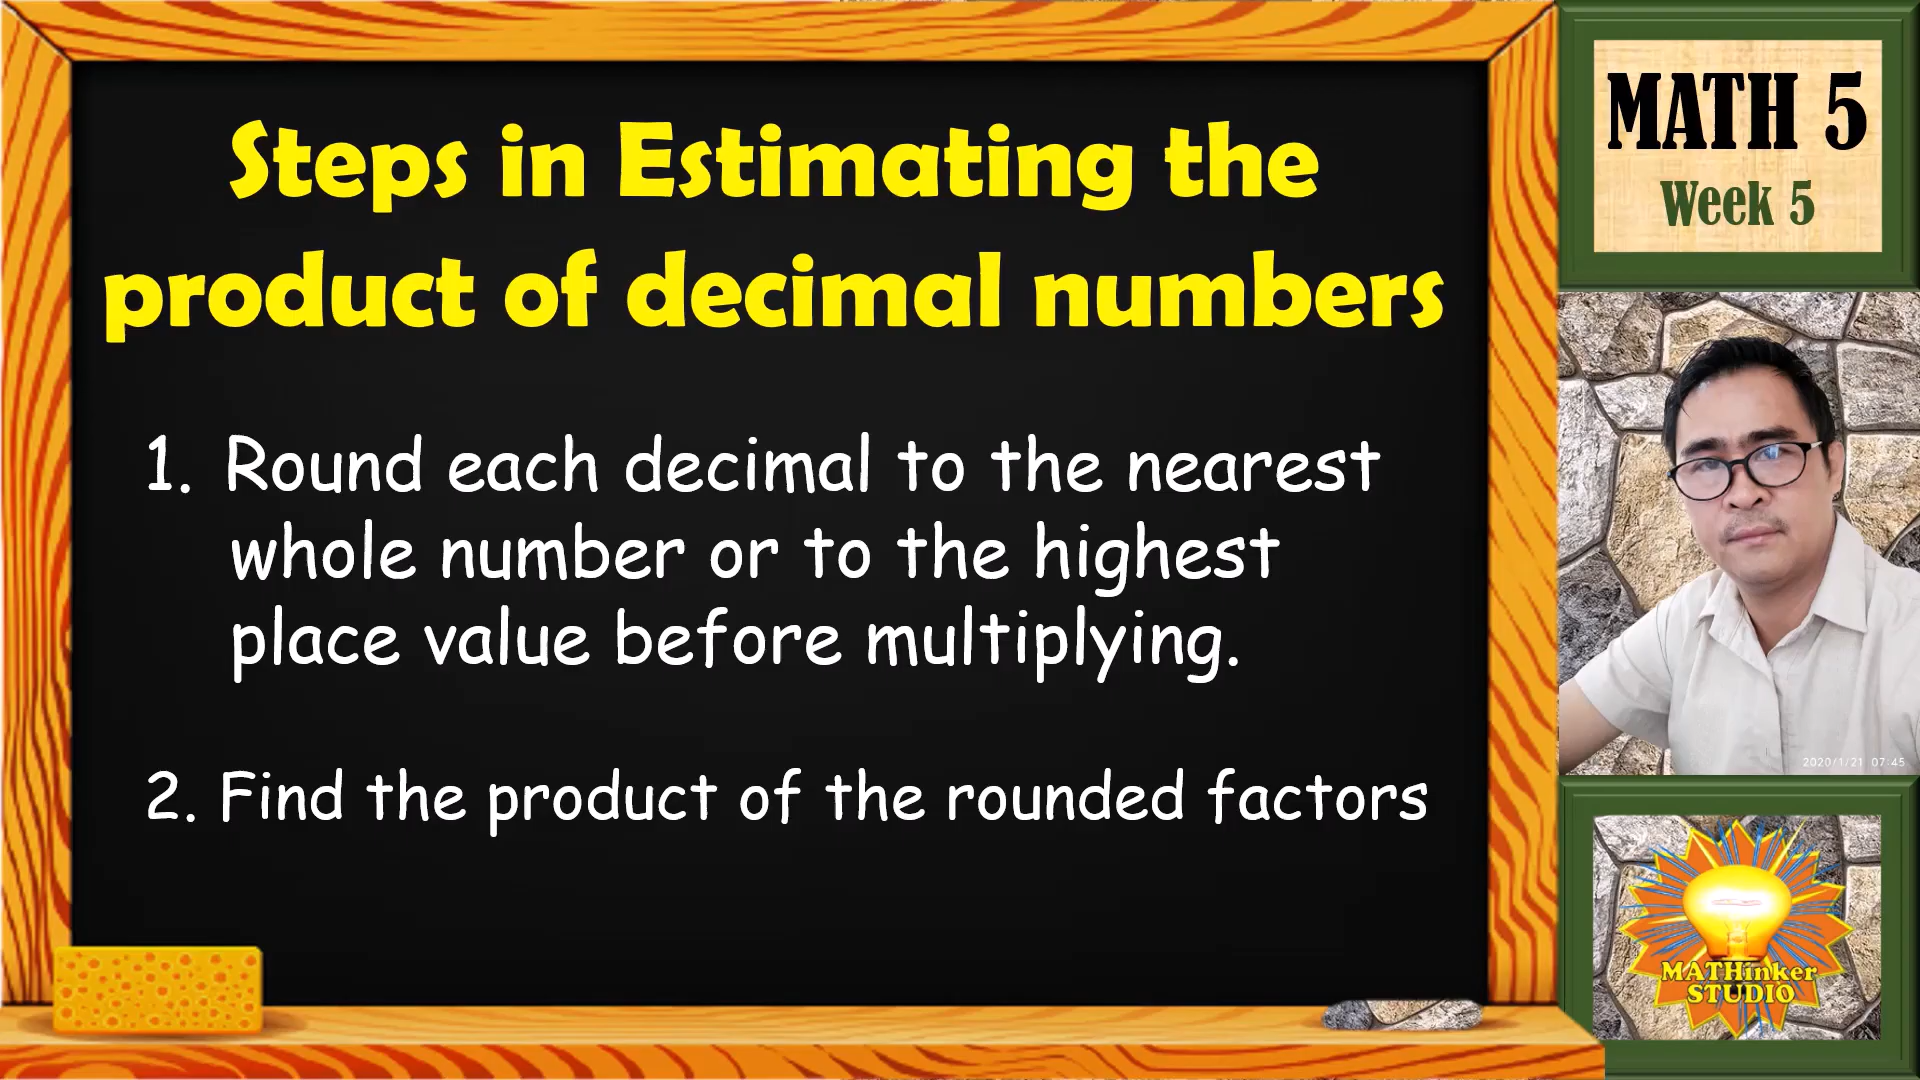 Steps in Estimating the
product of decimal numbers
1. Round each decimal to the nearest
whole number or to the highest
place value before multiplying.
2. Find the product of the rounded factors
MATH 5
Week 5
2020/1/21 07:45
MATHinker
STUDIO